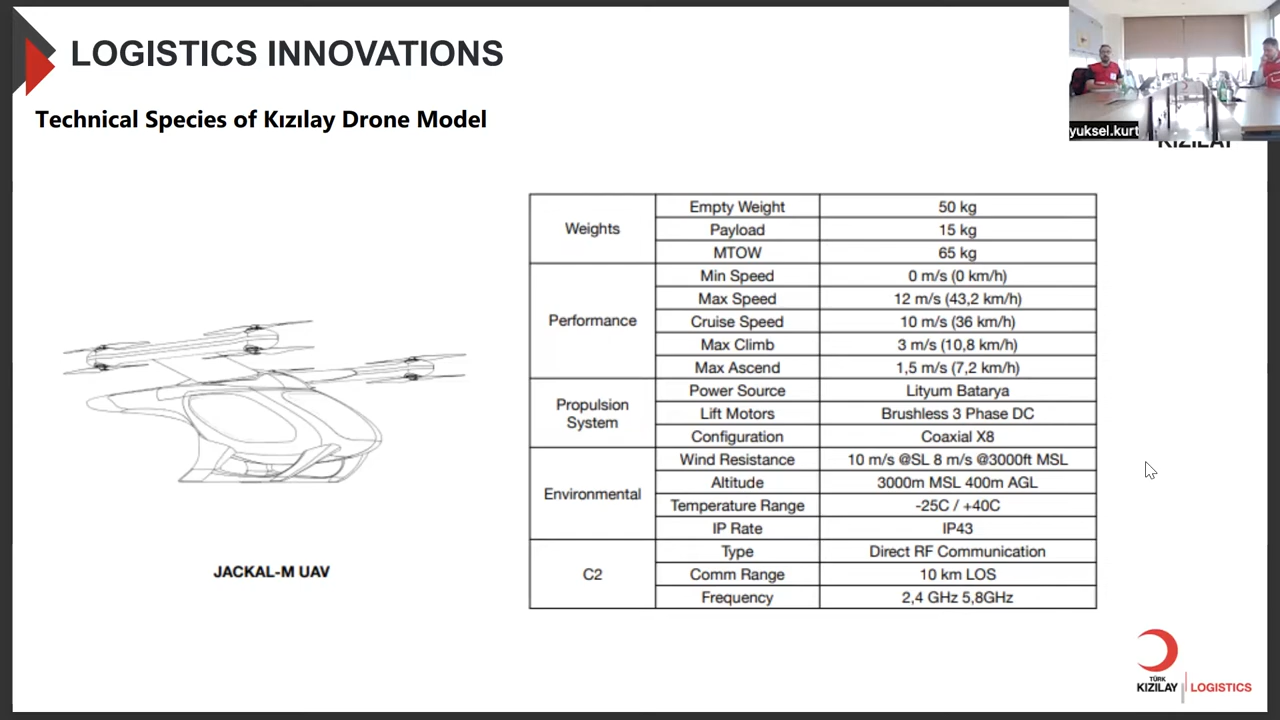 LOGISTICS INNOVATIONS
Technical Species of Kızılay Drone Model
yuksel.kurt
KIZILAY
Weights
Empty Weight 50 kg
Payload 15 kg
MTOW 65 kg
Performance
Min Speed 0 m/s (0 km/h)
Max Speed 12 m/s (43,2 km/h)
Cruise Speed 10 m/s (36 km/h)
Max Climb 3 m/s (10,8 km/h)
Max Ascend 1,5 m/s (7,2 km/h)
Propulsion
System
Power Source Lityum Batarya
Lift Motors Brushless 3 Phase DC
Configuration Coaxial X8
Environmental
Wind Resistance 10 m/s @SL 8 m/s @3000ft MSL
Altitude 3000m MSL 400m AGL
Temperature Range -25C / +40C
IP Rate IP43
C2
Type Direct RF Communication
Comm Range 10 km LOS
Frequency 2,4 GHz 5,8GHz
JACKAL-M UAV
TÜRK
KIZILAY LOGISTICS